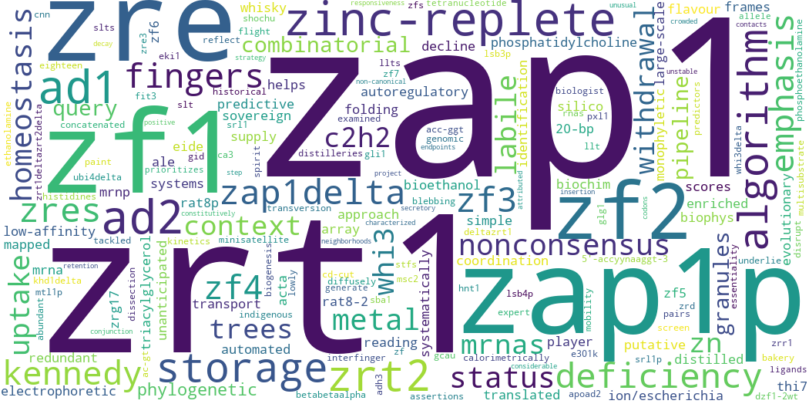 zre
zinc-replete
zap1
zrt1
zap1p
zf1
zf2
ad1
ad2
fingers
combinatorial
phosphatidylcholine
homeostasis
query
whisky
shochu
flight
decline
flavour
frames
tetranucleotide
responsiveness
unusual
crowded
allele
contacts
large-scale
withdrawal
algorithm
emphasis
monophyletic
pipeline
predictors
unstable
evolutionary
multisubstrate
disrupt
labile
identification
silico
biologist
rnas
pxl1
20-bp
llt
insertion
non-canonical
lsb3p
zf7
zfs
llts
autoregulatory
folding
examined
acc-ggt
genomic
c2h2
helps
historical
predictive
sovereign
srl1
supply
distilleries
gli1
ca3
spirit
ale
gid
eide
systems
mrnp
rat8p
paint
ubi4delta
histidines
concatenated
positive
eighteen
decay
strategy
cnn
slts
zf6
zre3
reflect
eki1
fit3
slt
ethanolamine
zrt1deltazrt2delta
zres
zap1delta
context
bioethanol
blebbing
biochim
biophys
scores
enriched
zf3
simple
nonconsensus
coordination
whi3
whi3delta
phosphoethanolamine
glg1
codons
essentiality
underlie
low-affinity
mapped
mrna
khd1delta
mtl1p
uptake
tackled
constitutively
transversion
minisatellite
approach
array
kinetics
zf4
transport
rat8-2
trees
metal
acta
diffusely
generate
indigenous
neighborhoods
characterized
step
project
endpoints
attributed
secretory
deltazrt1
stfs
msc2
cd-cut
sba1
lowly
biogenesis
systematically
reading
zf
interfinger
unanticipated
triacylglycerol
dissection
zrg17
abundant
retention
conjunction
redundant
kennedy
electrophoretic
phylogenetic
storage
automated
betabetaalpha
adh3
zrt2
gcau
calorimetrically
assertions
status
mrnas
hnt1
lsb4p
expert
player
e301k
apoad2
translated
deficiency
putative
distilled
srl1p
ion/escherichia
zn
zf5
mobility
screen
pairs
zrd
granules
zrr1
bakery
ligands
thi7
dzf1-2wt
5'-accyynaaggt-3